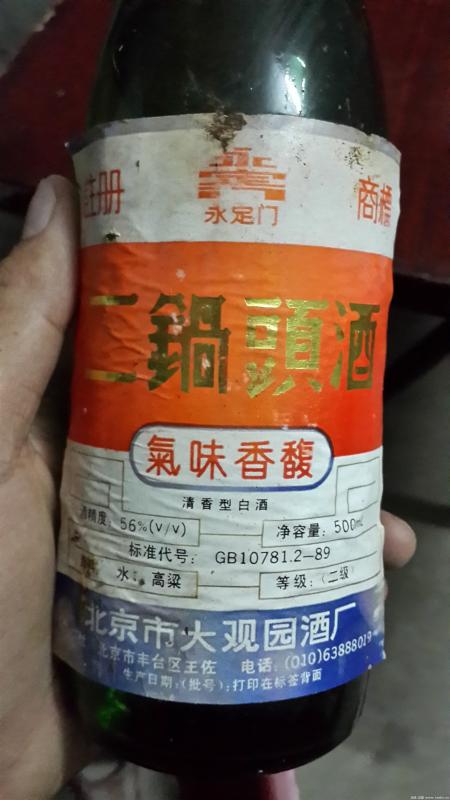 注册 商標
永定门
二鍋頭酒
氣味香馥
清香型白酒
酒精度: 56%(v/v) 净容量: 500mL
标准代号: GB10781.2-89
水: 高粱 等级: (二级)
北京市大观园酒厂
北京市丰台区王佐 电话: (010)63888019
生产日期: (批号): 打印在标签背面